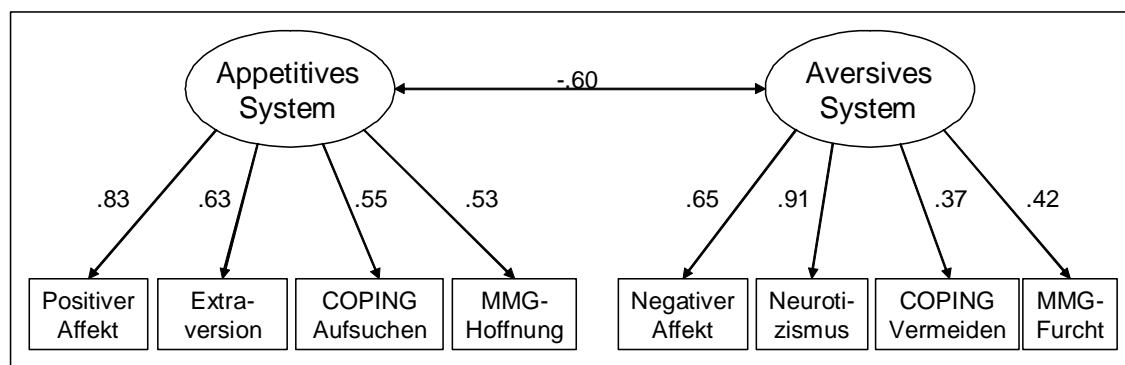 Appetitives
System
-.60
Aversives
System
.83
.63
.55
.53
.65
.91
.37
.42
Positiver
Affekt
Extra-
version
COPING
Aufsuchen
MMG-
Hoffnung
Negativer
Affekt
Neuroti-
zismus
COPING
Vermeiden
MMG-
Furcht